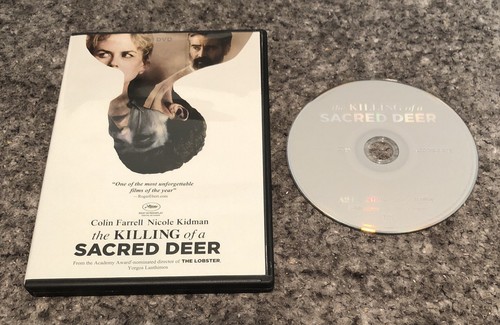 "One of the most unforgettable
films of the year"
—RogerEbert.com
Colin Farrell Nicole Kidman
the KILLING of a
SACRED DEER
From the Academy Award® nominated director of THE LOBSTER,
Yorgos Lanthimos
the KILLING of a
SACRED DEER